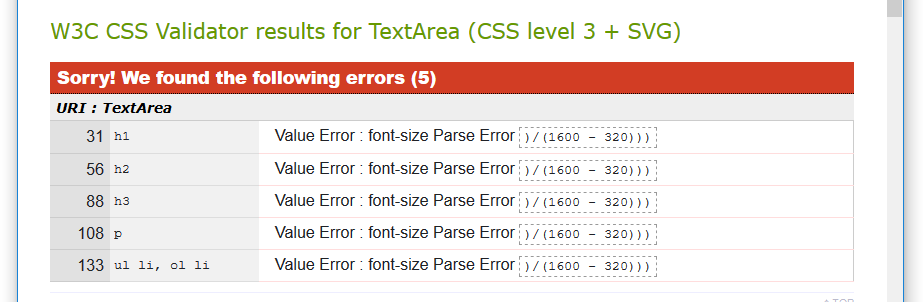 W3C CSS Validator results for TextArea (CSS level 3 + SVG)
Sorry! We found the following errors (5)
URI : TextArea
31 h1 Value Error : font-size Parse Error )/(1600 - 320)))
56 h2 Value Error : font-size Parse Error )/(1600 - 320)))
88 h3 Value Error : font-size Parse Error )/(1600 - 320)))
108 p Value Error : font-size Parse Error )/(1600 - 320)))
133 ul li, ol li Value Error : font-size Parse Error )/(1600 - 320)))